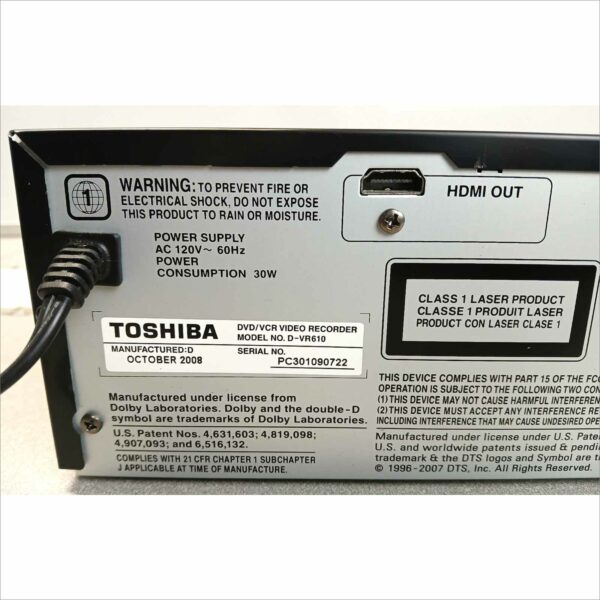 1
WARNING: TO PREVENT FIRE OR
ELECTRICAL SHOCK, DO NOT EXPOSE
THIS PRODUCT TO RAIN OR MOISTURE.
POWER SUPPLY
AC 120V~ 60Hz
POWER
CONSUMPTION 30W
HDMI OUT
CLASS 1 LASER PRODUCT
CLASSE 1 PRODUIT LASER
PRODUCT CON LASER CLASE 1
TOSHIBA
DVD/VCR VIDEO RECORDER
MODEL NO. D-VR610
MANUFACTURED:D
OCTOBER 2008
SERIAL NO.
PC301090722
Manufactured under license from
Dolby Laboratories. Dolby and the double-D
symbol are trademarks of Dolby Laboratories.
U.S. Patent Nos. 4,631,603; 4,819,098;
4,907,093; and 6,516,132.
COMPLIES WITH 21 CFR CHAPTER 1 SUBCHAPTER
J APPLICABLE AT TIME OF MANUFACTURE.
THIS DEVICE COMPLIES WITH PART 15 OF THE FCC
OPERATION IS SUBJECT TO THE FOLLOWING TWO CON
(1) THIS DEVICE MAY NOT CAUSE HARMFUL INTERFEREN
(2) THIS DEVICE MUST ACCEPT ANY INTERFERENCE RE
INCLUDING INTERFERENCE THAT MAY CAUSE UNDESIRED OPER
Manufactured under license under U.S. Pate
U.S. and worldwide patents issued & pendi
trademark & the DTS logos and Symbol are t
© 1996-2007 DTS, Inc. All Rights Reserved.